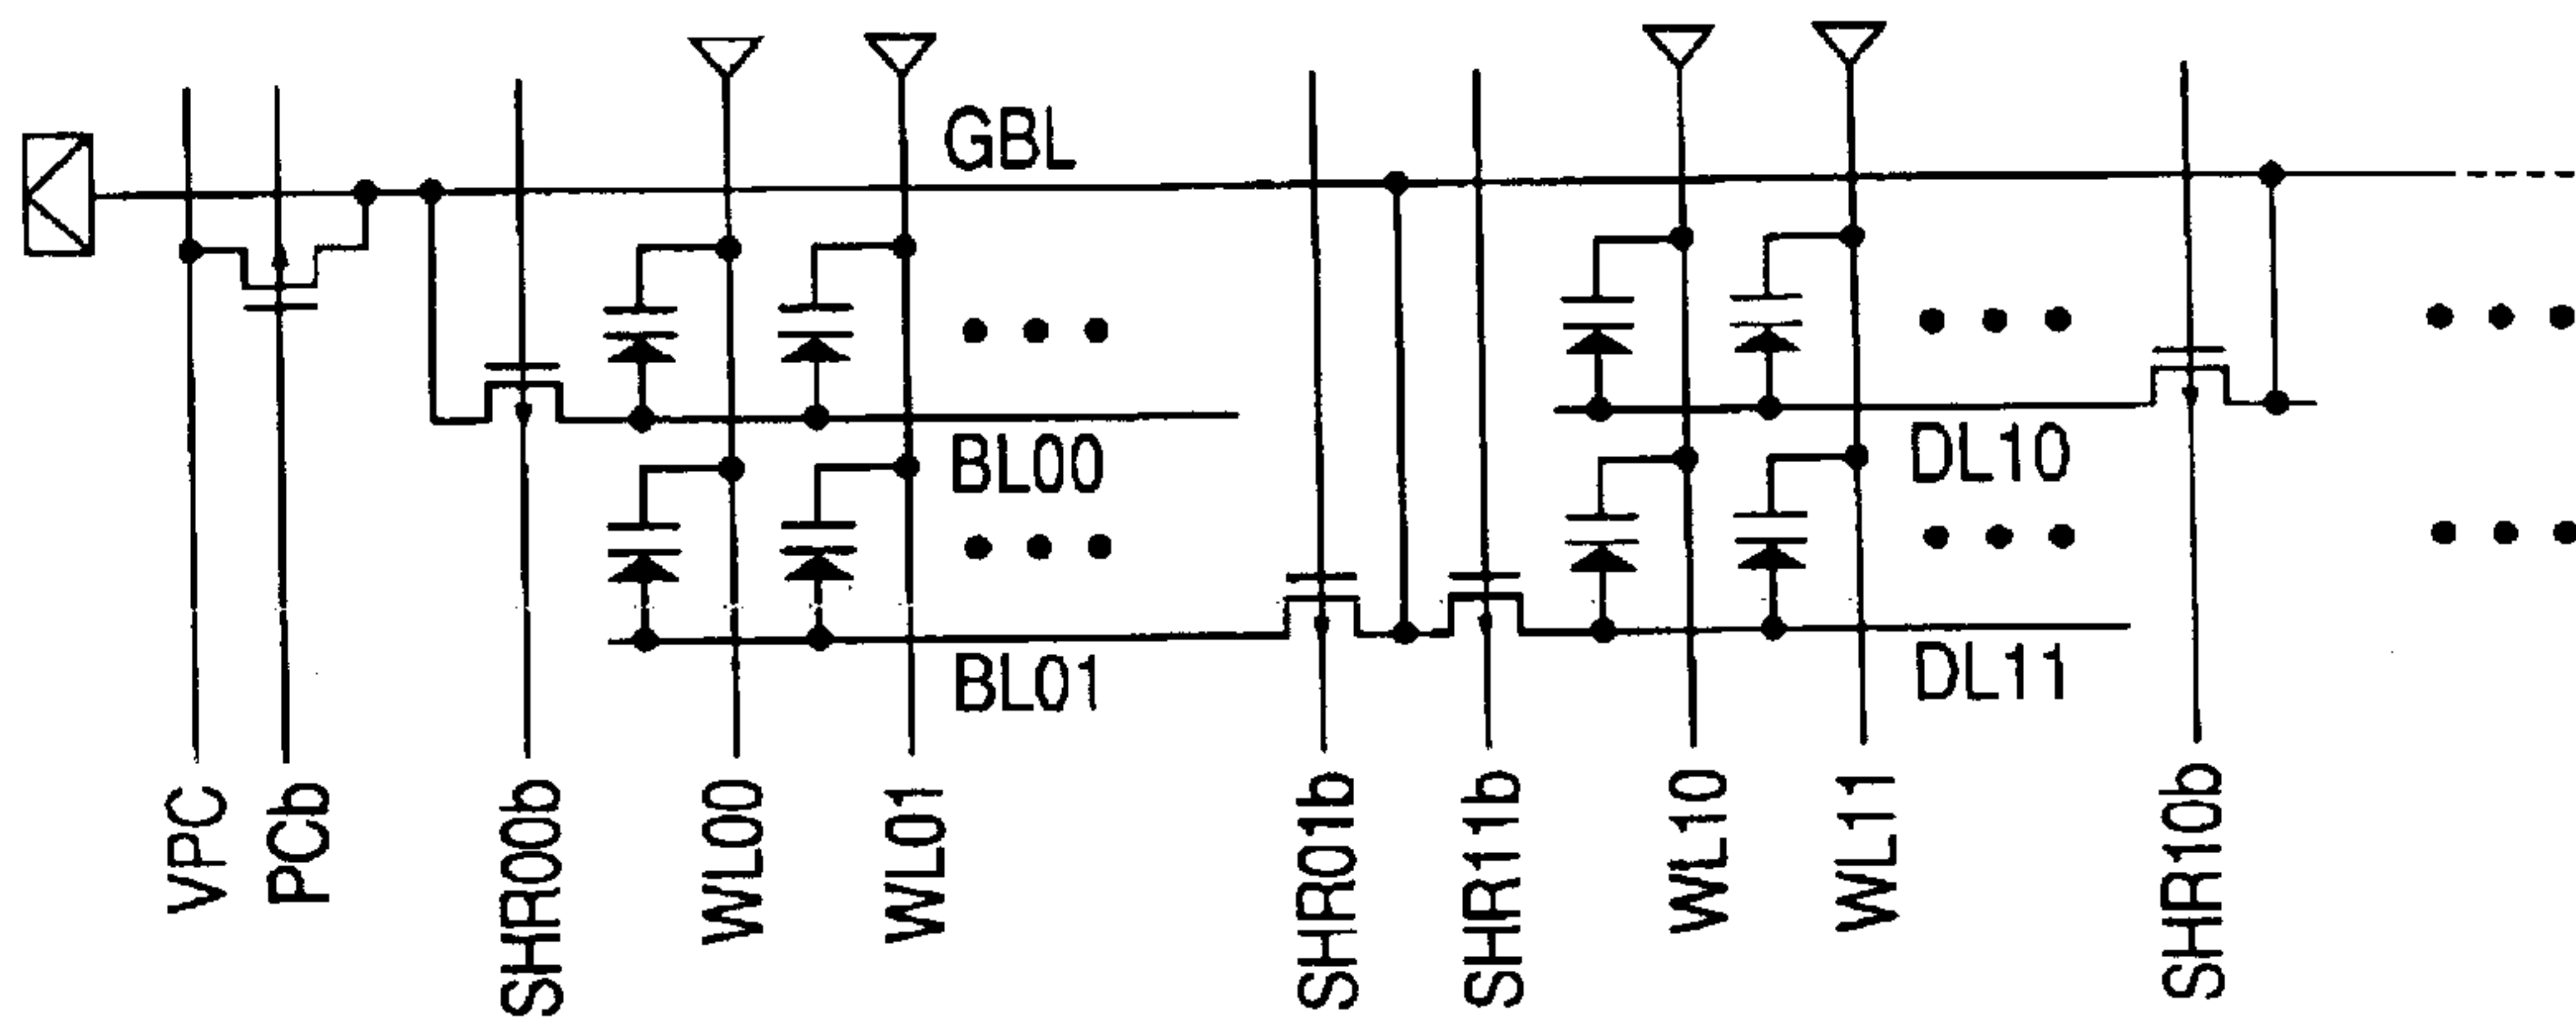 GBL
BL00
DL10
BL01
DL11
VPC
PCb
SHR00b
WL00
WL01
SHR01b
SHR11b
WL10
WL11
SHR10b